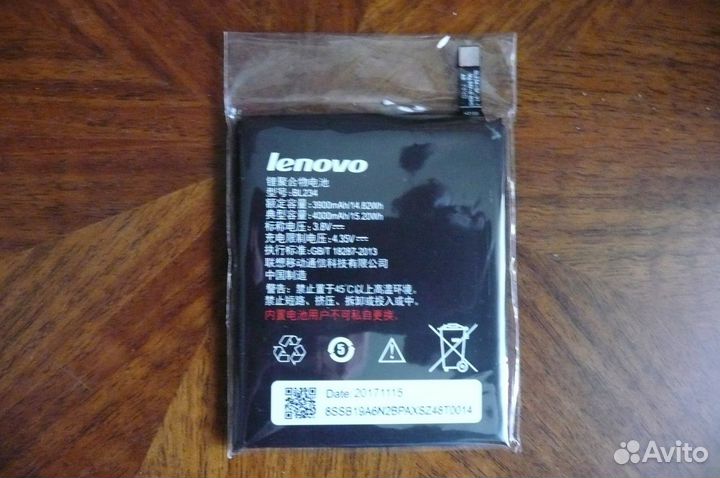 lenovo
锂聚合物电池
型号:BL234
额定容量:3900mAh/14.82Wh
典型容量:4000mAh/15.20Wh
标称电压:3.8V⎓
充电限制电压:4.35V⎓
执行标准:GB/T 18287-2013
联想移动通信科技有限公司
中国制造
警告: 禁止置于45℃以上高温环境。
禁止短路、挤压、拆卸或投入或中。
内置电池用户不可私自更换。
5
Date: 20171115
8SSB19A6N2BPAXSZ48T0014
Avito